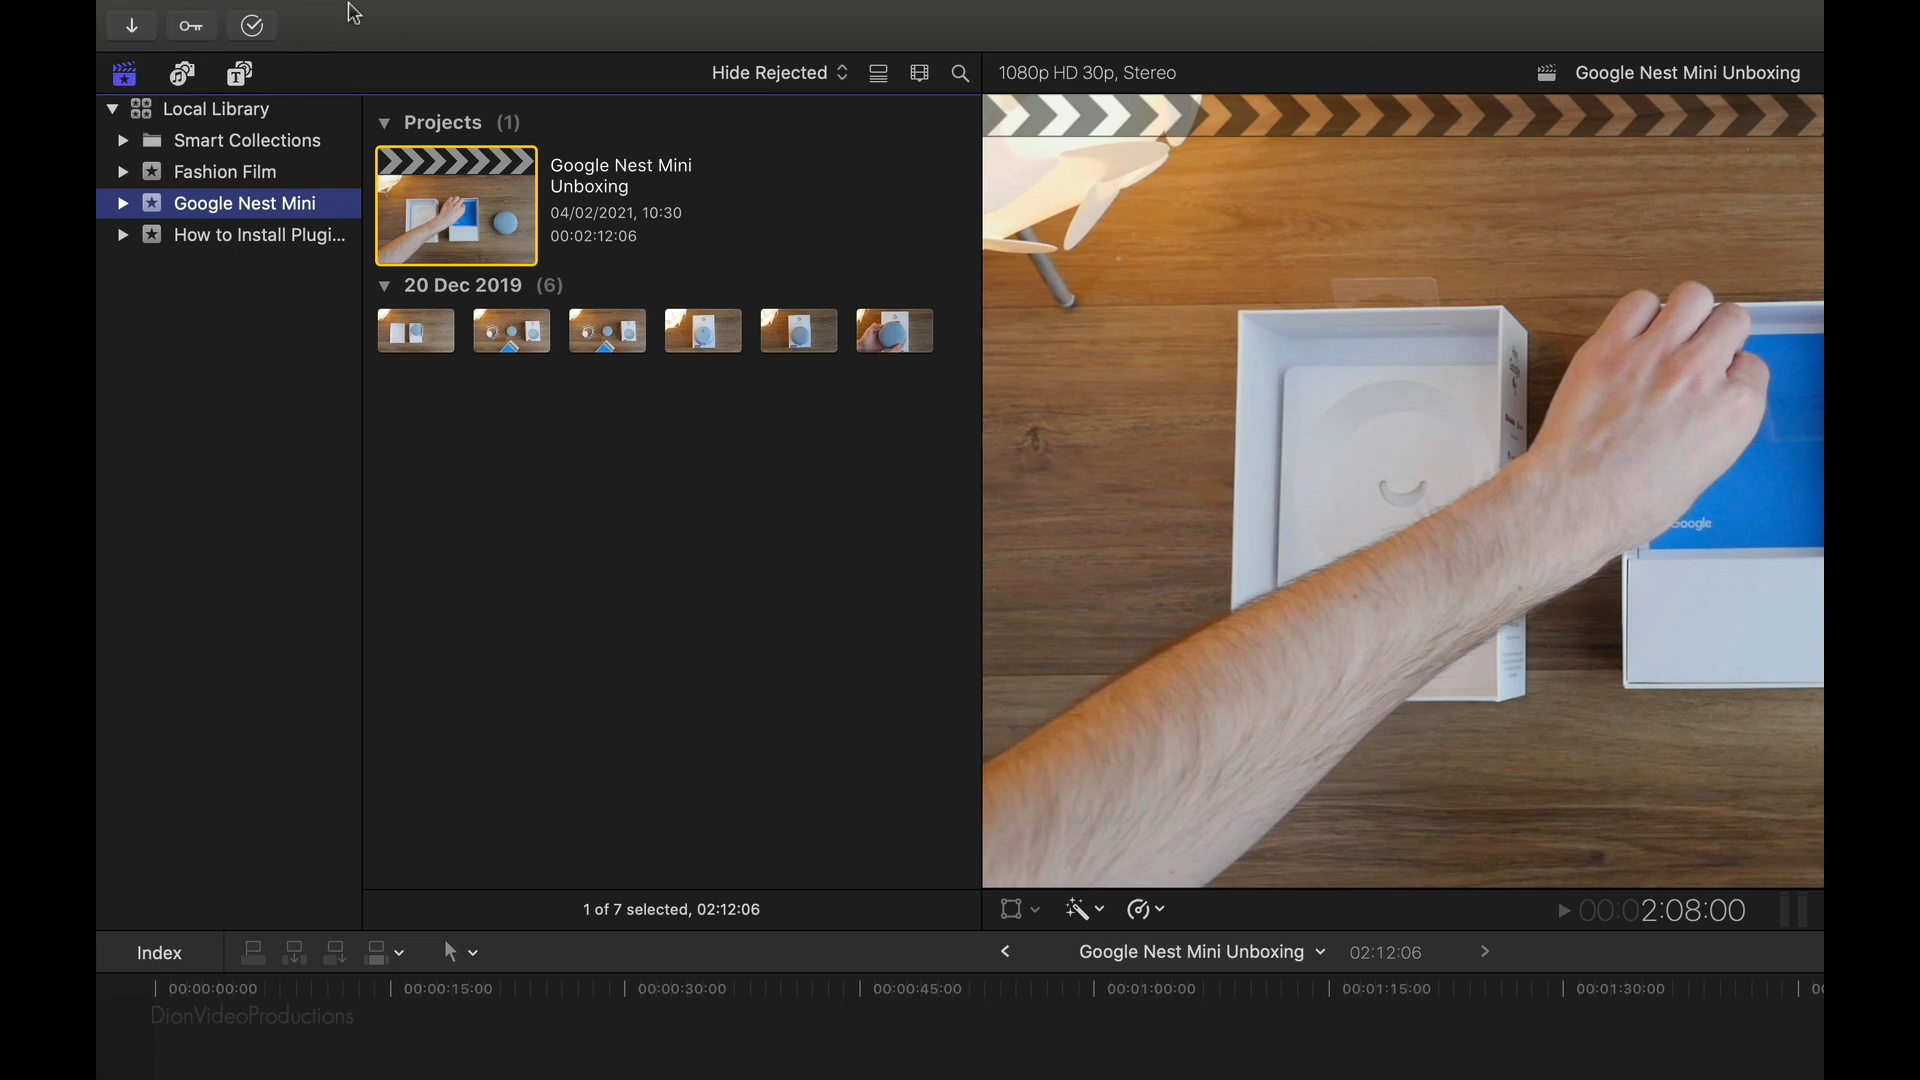 Hide Rejected
1080p HD 30p, Stereo
Google Nest Mini Unboxing
Local Library
Smart Collections
Fashion Film
Google Nest Mini
How to Install Plugi...
Projects (1)
Google Nest Mini
Unboxing
04/02/2021, 10:30
00:02:12:06
20 Dec 2019 (6)
Google
1 of 7 selected, 02:12:06
00:02:08:00
Index
Google Nest Mini Unboxing
02:12:06
00:00:00:00
00:00:15:00
00:00:30:00
00:00:45:00
00:01:00:00
00:01:15:00
00:01:30:00
DionVideoProductions